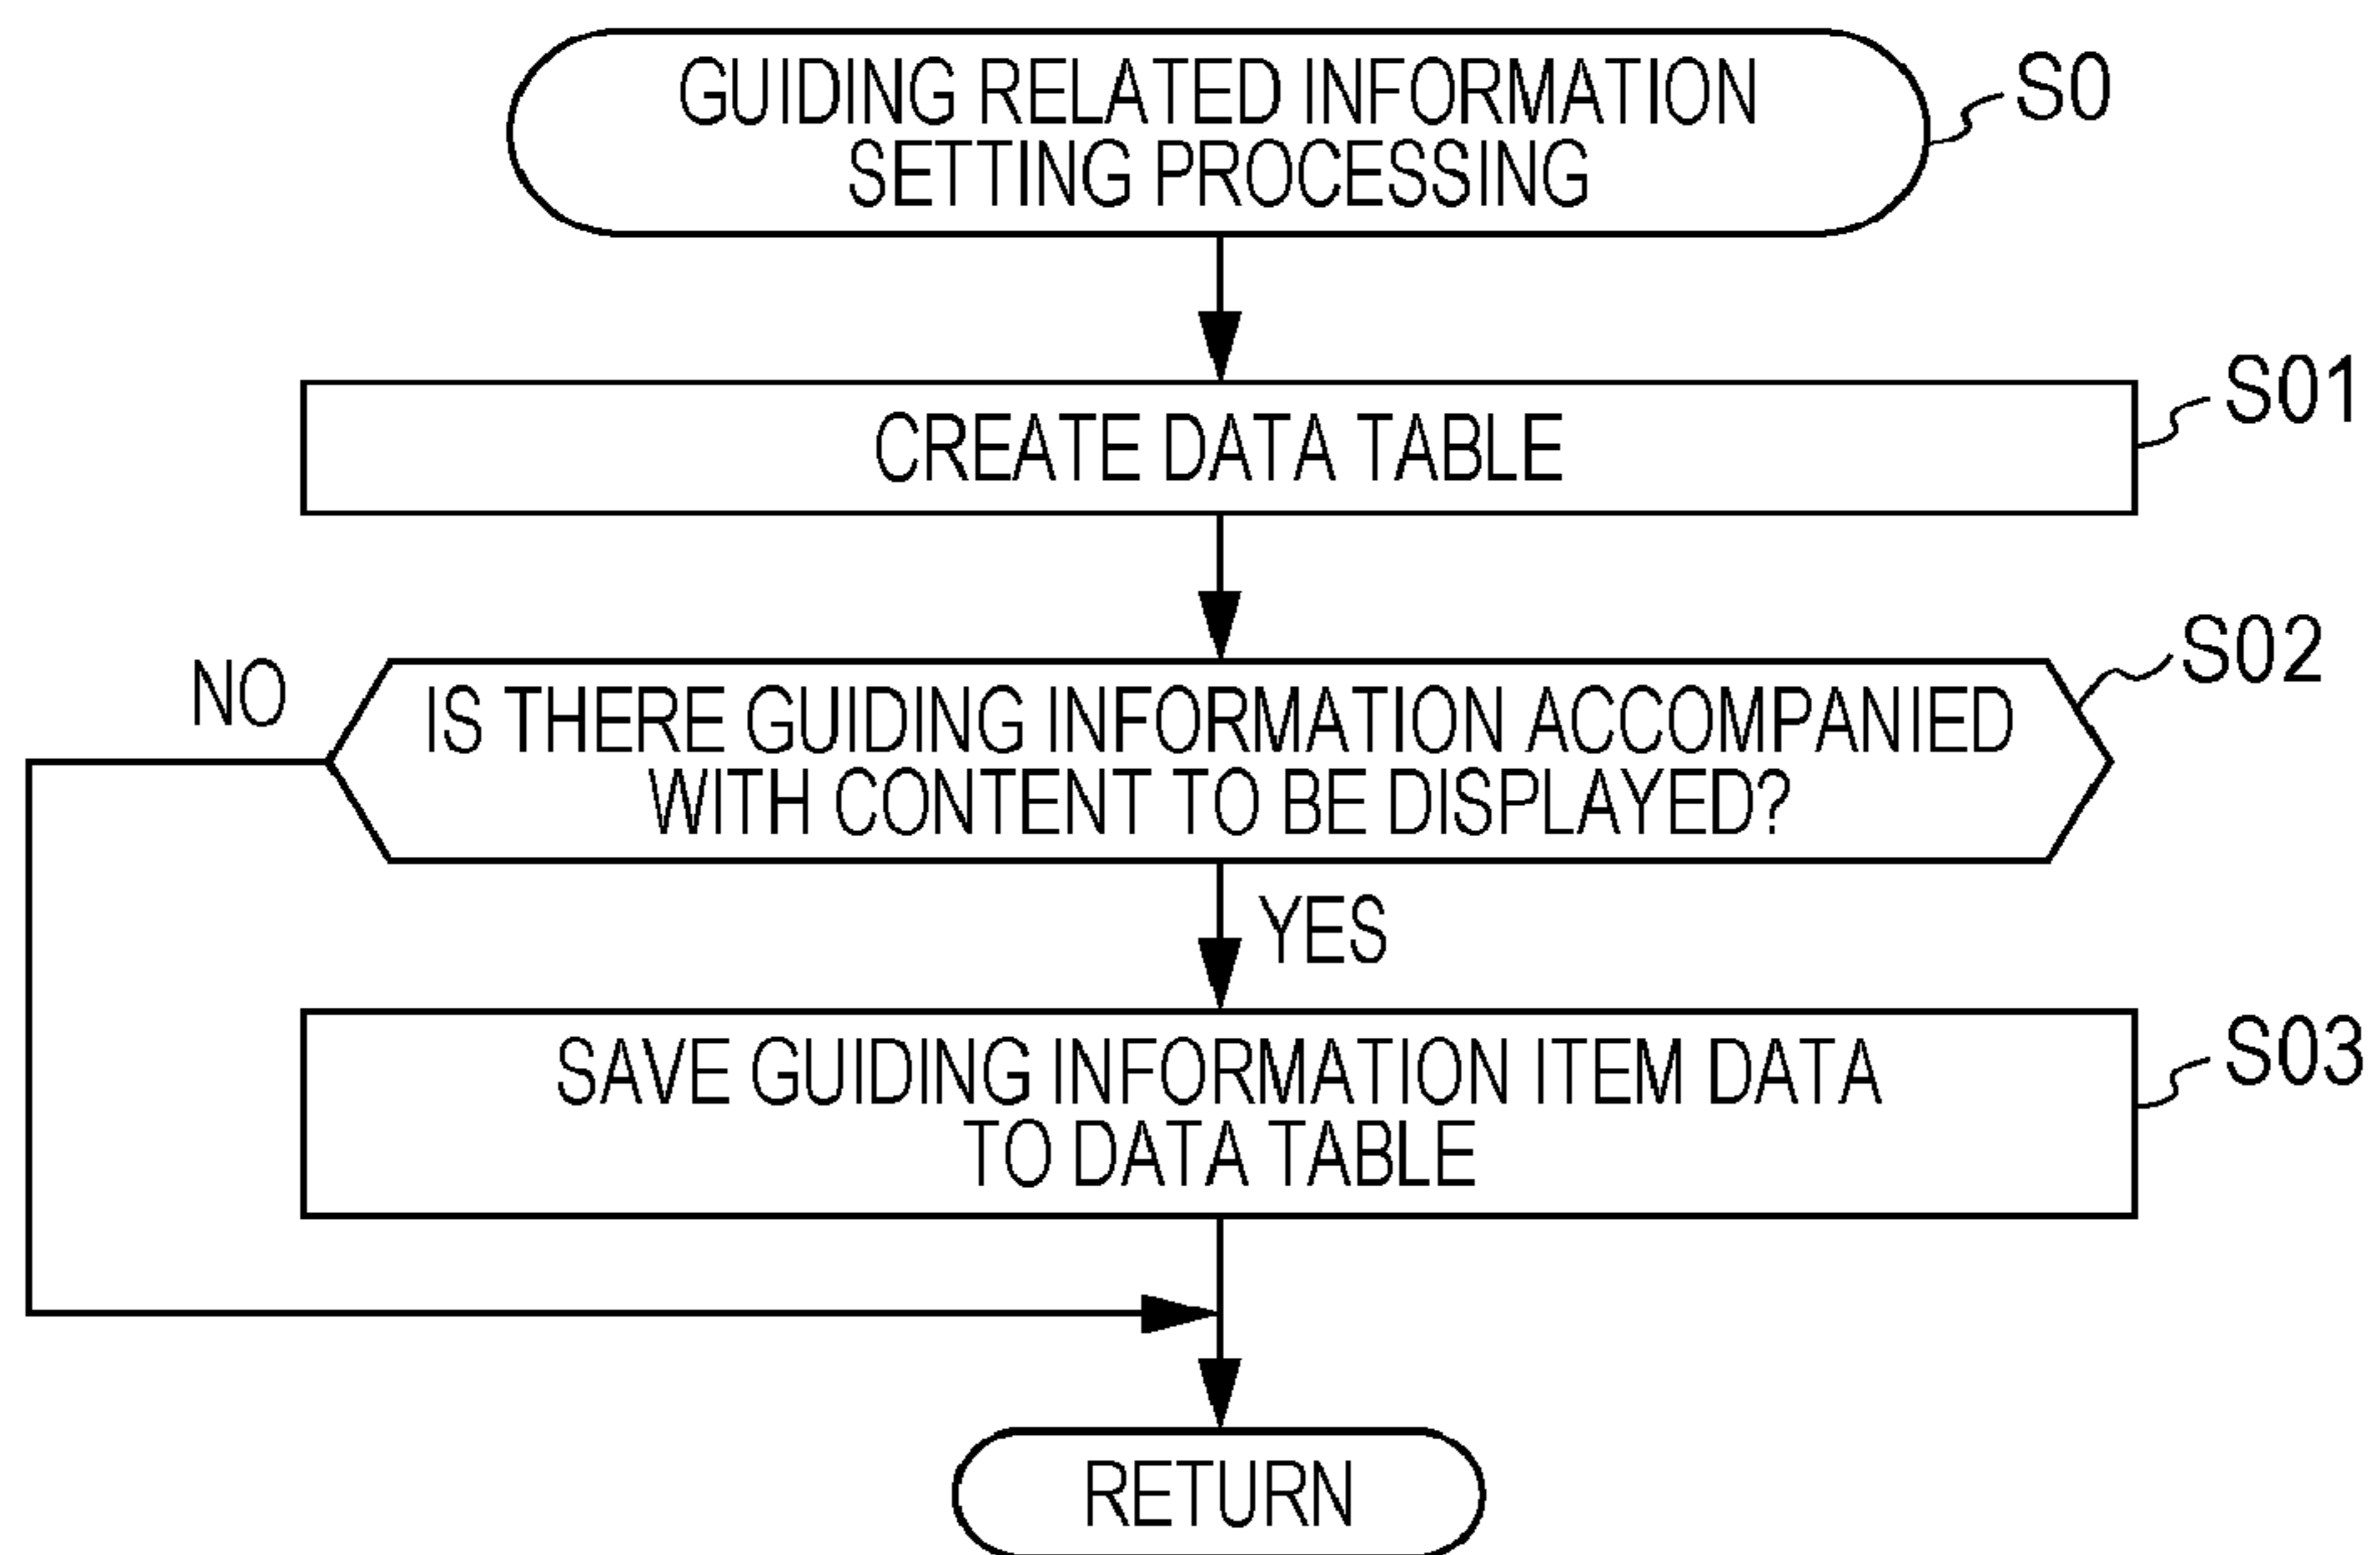 GUIDING RELATED INFORMATION
SETTING PROCESSING
S0
CREATE DATA TABLE
S01
NO
IS THERE GUIDING INFORMATION ACCOMPANIED
WITH CONTENT TO BE DISPLAYED?
S02
YES
SAVE GUIDING INFORMATION ITEM DATA
TO DATA TABLE
S03
RETURN